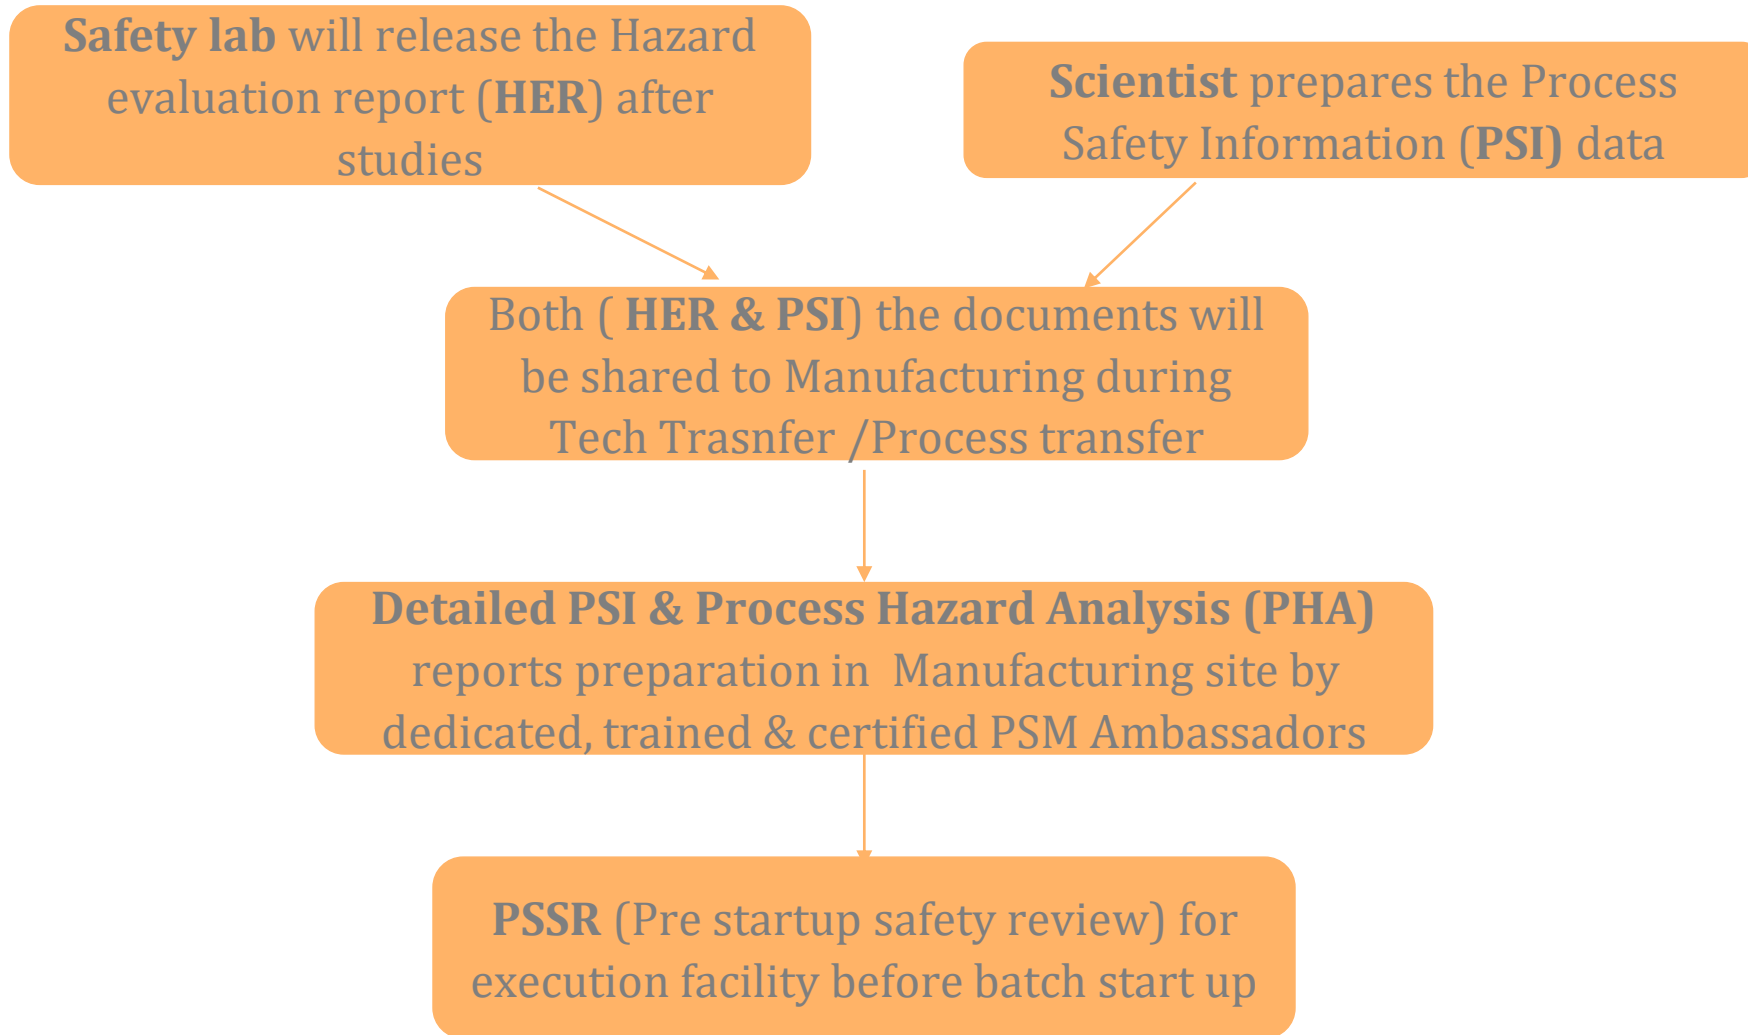 Safety lab will release the Hazard
evaluation report (HER) after
studies
Scientist prepares the Process
Safety Information (PSI) data
Both ( HER & PSI) the documents will
be shared to Manufacturing during
Tech Trasnfer /Process transfer
Detailed PSI & Process Hazard Analysis (PHA)
reports preparation in  Manufacturing site by
dedicated, trained & certified PSM Ambassadors
PSSR (Pre startup safety review) for
execution facility before batch start up